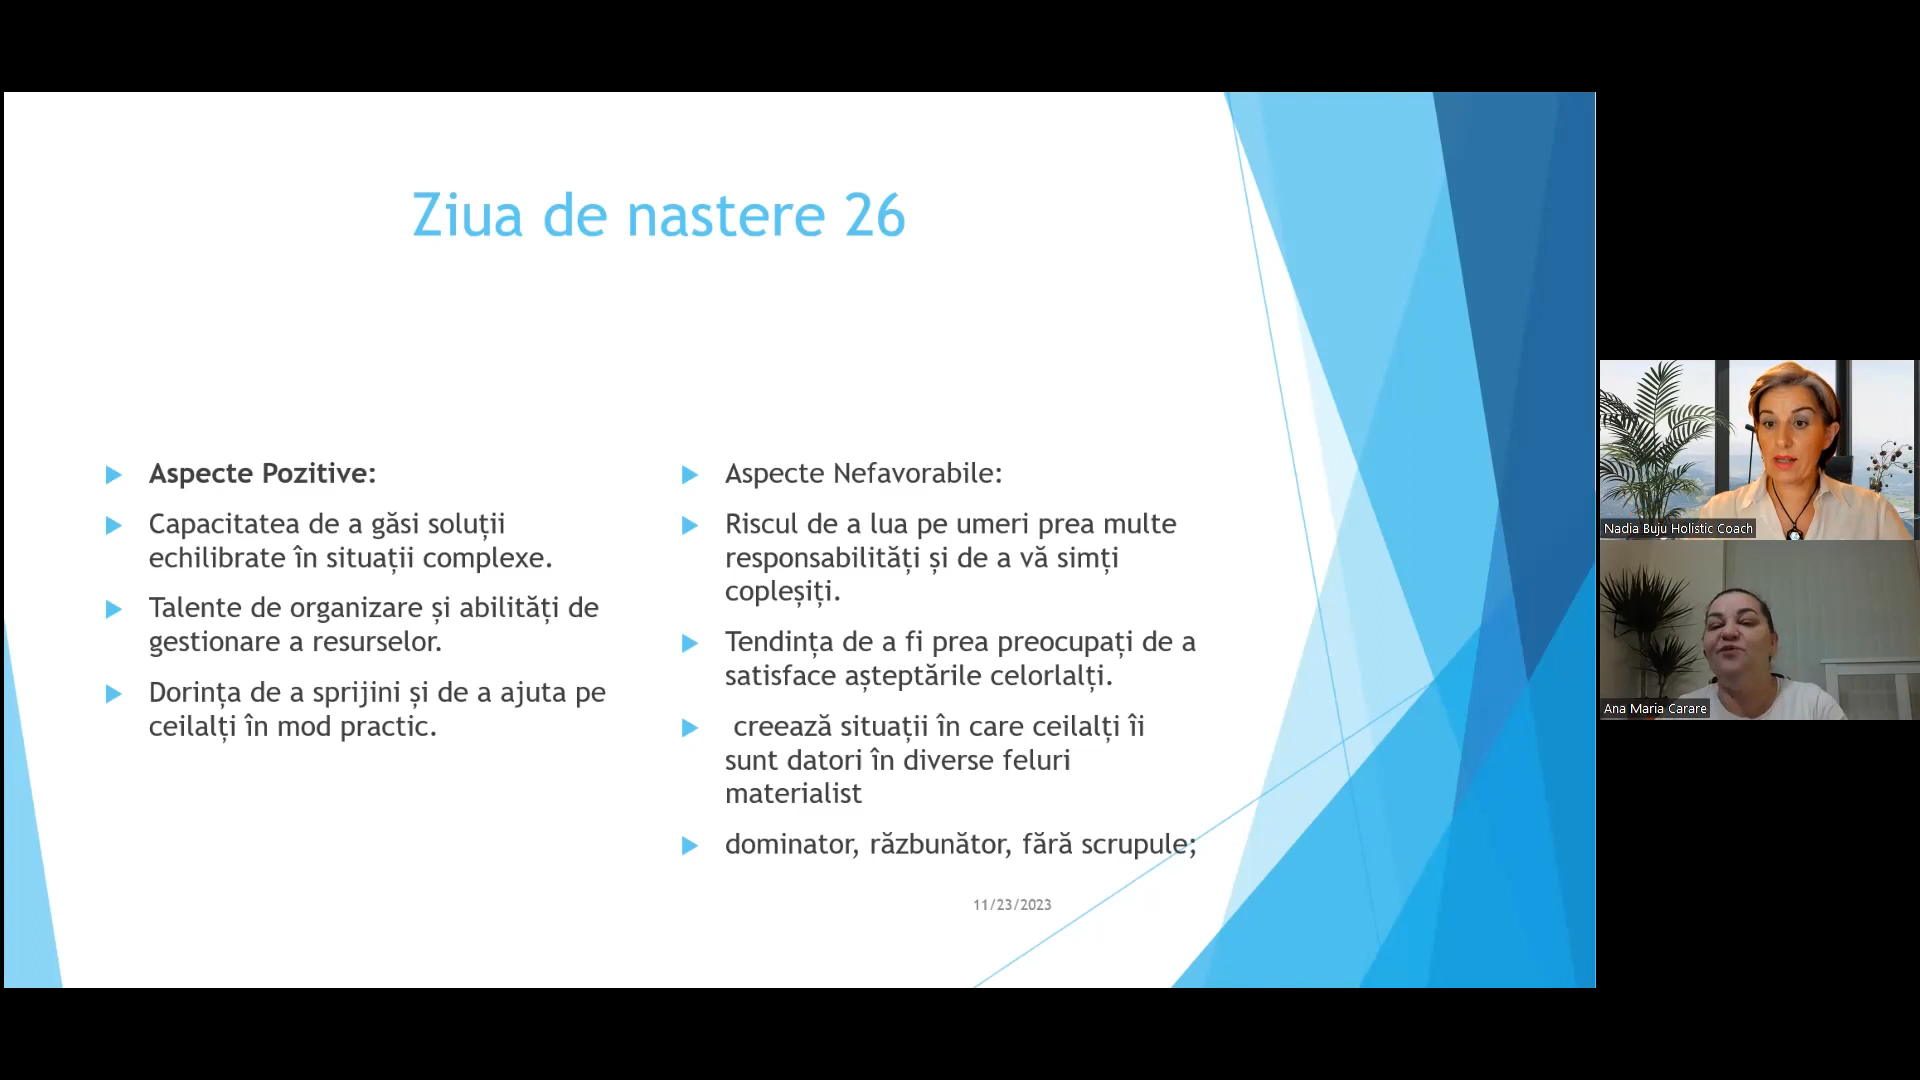 Ziua de nastere 26
Aspecte Pozitive:
Capacitatea de a găsi soluții
echilibrate în situații complexe.
Talente de organizare și abilități de
gestionare a resurselor.
Dorința de a sprijini și de a ajuta pe
ceilalți în mod practic.
Aspecte Nefavorabile:
Riscul de a lua pe umeri prea multe
responsabilități și de a vă simți
copleșiți.
Tendința de a fi prea preocupați de a
satisface așteptările celorlalți.
creează situații în care ceilalți îi
sunt datori în diverse feluri
materialist
dominator, răzbunător, fără scrupule;
11/23/2023
Nadia Buju Holistic Coach
Ana Maria Carare